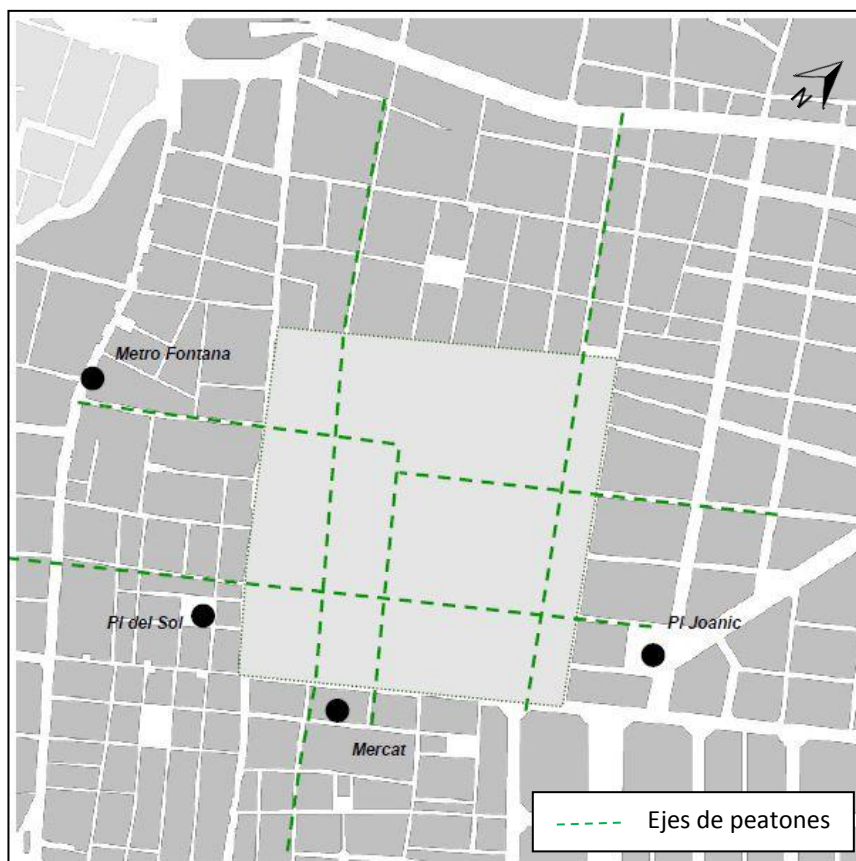 N
Metro Fontana
Pl del Sol
Pl Joanic
Mercat
Ejes de peatones